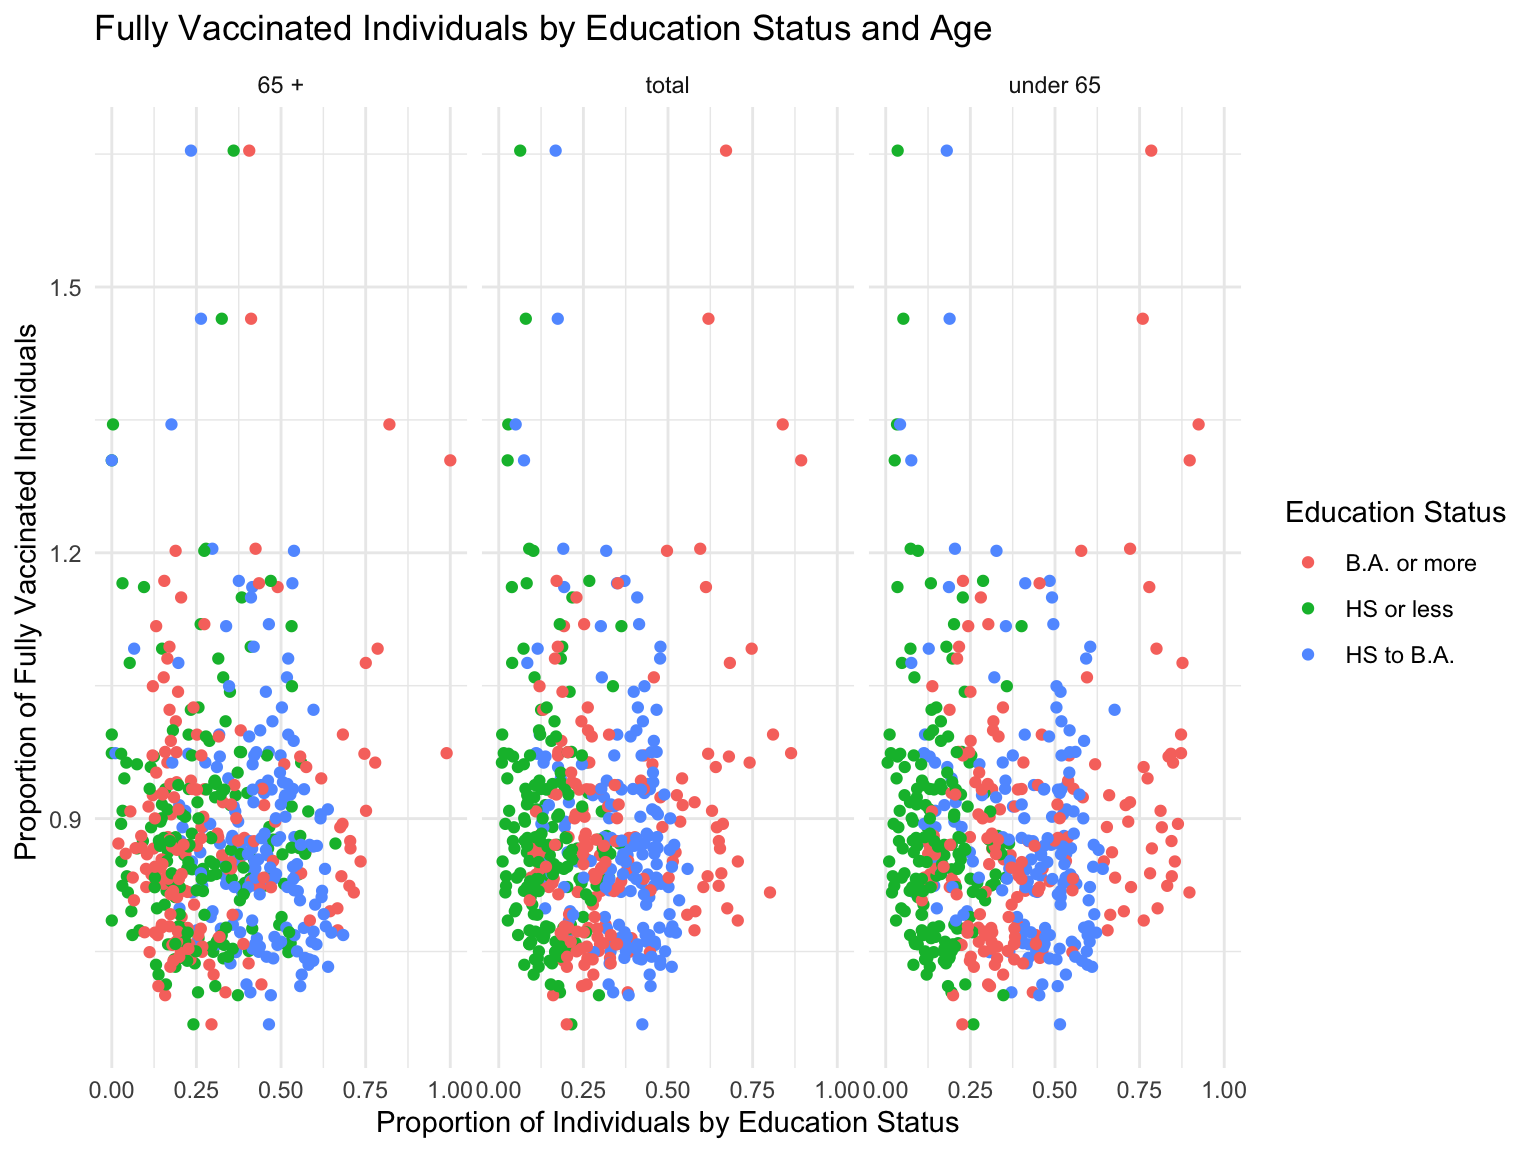 Fully Vaccinated Individuals by Education Status and Age
65 +
total
under 65
Proportion of Fully Vaccinated Individuals
1.5
1.2
0.9
0.00 0.25 0.50 0.75 1.00
0.00 0.25 0.50 0.75 1.00
0.00 0.25 0.50 0.75 1.00
Proportion of Individuals by Education Status
Education Status
B.A. or more
HS or less
HS to B.A.